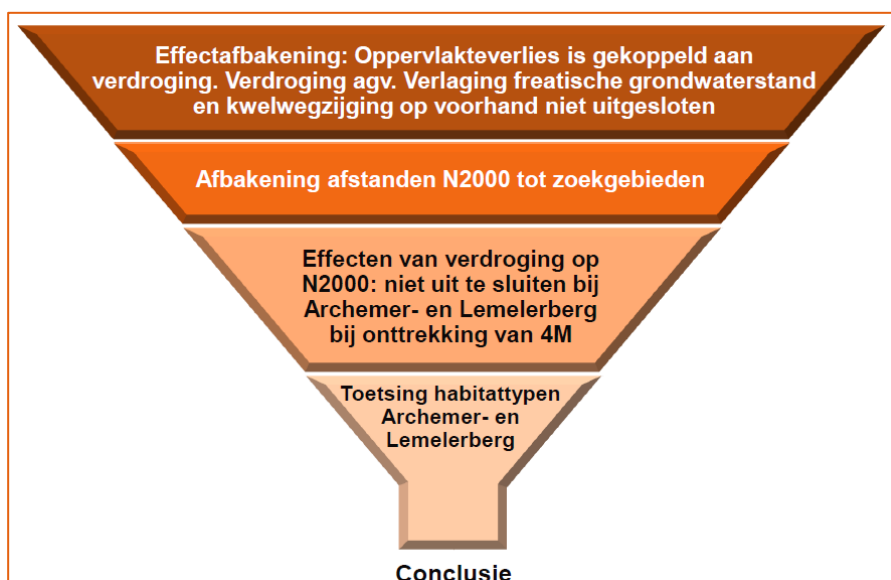 Effectafbakening: Oppervlakteverlies is gekoppeld aan
verdroging. Verdroging agv. Verlaging freatische grondwaterstand
en kwelwegzijging op voorhand niet uitgesloten
Afbakening afstanden N2000 tot zoekgebieden
Effecten van verdroging op
N2000: niet uit te sluiten bij
Archemer- en Lemelerberg
bij onttrekking van 4M
Toetsing habitattypen
Archemer- en
Lemelerberg
Conclusie